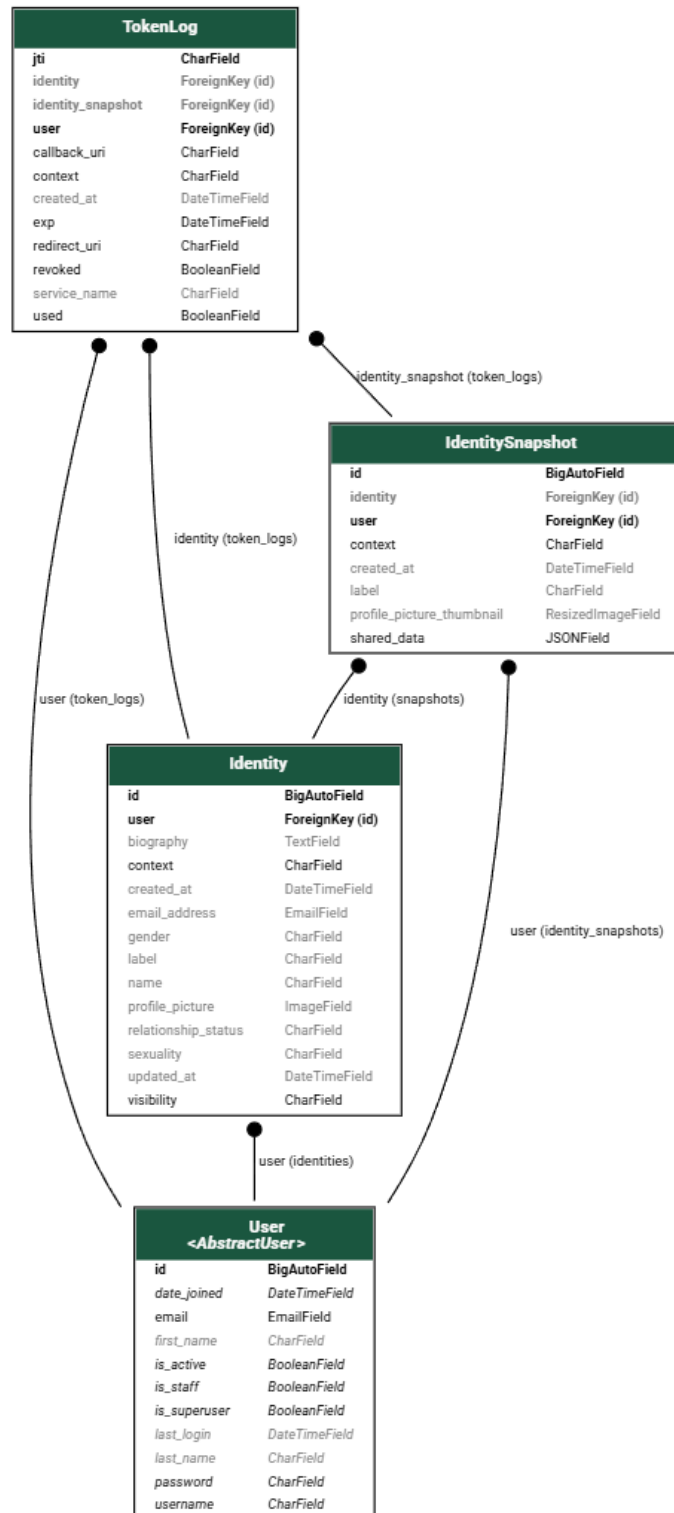 TokenLog
jti CharField
identity ForeignKey (id)
identity_snapshot ForeignKey (id)
user ForeignKey (id)
callback_uri CharField
context CharField
created_at DateTimeField
exp DateTimeField
redirect_uri CharField
revoked BooleanField
service_name CharField
used BooleanField
identity_snapshot (token_logs)
IdentitySnapshot
id BigAutoField
identity ForeignKey (id)
user ForeignKey (id)
context CharField
created_at DateTimeField
label CharField
profile_picture_thumbnail ResizedImageField
shared_data JSONField
identity (token_logs)
user (token_logs)
identity (snapshots)
Identity
id BigAutoField
user ForeignKey (id)
biography TextField
context CharField
created_at DateTimeField
email_address EmailField
gender CharField
label CharField
name CharField
profile_picture ImageField
relationship_status CharField
sexuality CharField
updated_at DateTimeField
visibility CharField
user (identity_snapshots)
user (identities)
User
<AbstractUser>
id BigAutoField
date_joined DateTimeField
email EmailField
first_name CharField
is_active BooleanField
is_staff BooleanField
is_superuser BooleanField
last_login DateTimeField
last_name CharField
password CharField
username CharField